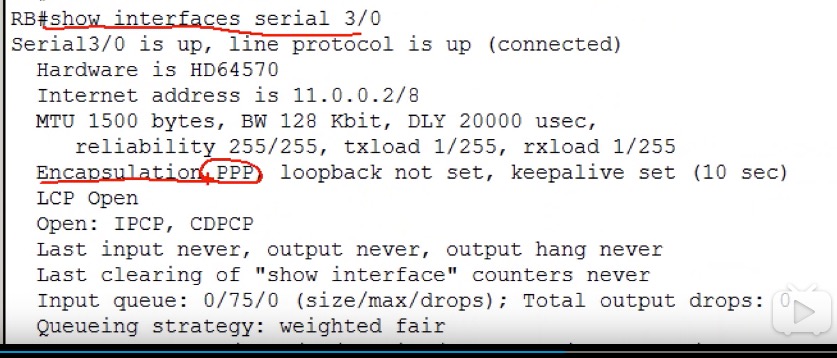 RB#show interfaces serial 3/0
Serial3/0 is up, line protocol is up (connected)
Hardware is HD64570
Internet address is 11.0.0.2/8
MTU 1500 bytes, BW 128 Kbit, DLY 20000 usec,
reliability 255/255, txload 1/255, rxload 1/255
Encapsulation PPP, loopback not set, keepalive set (10 sec)
LCP Open
Open: IPCP, CDPCP
Last input never, output never, output hang never
Last clearing of "show interface" counters never
Input queue: 0/75/0 (size/max/drops); Total output drops: 0
Queueing strategy: weighted fair